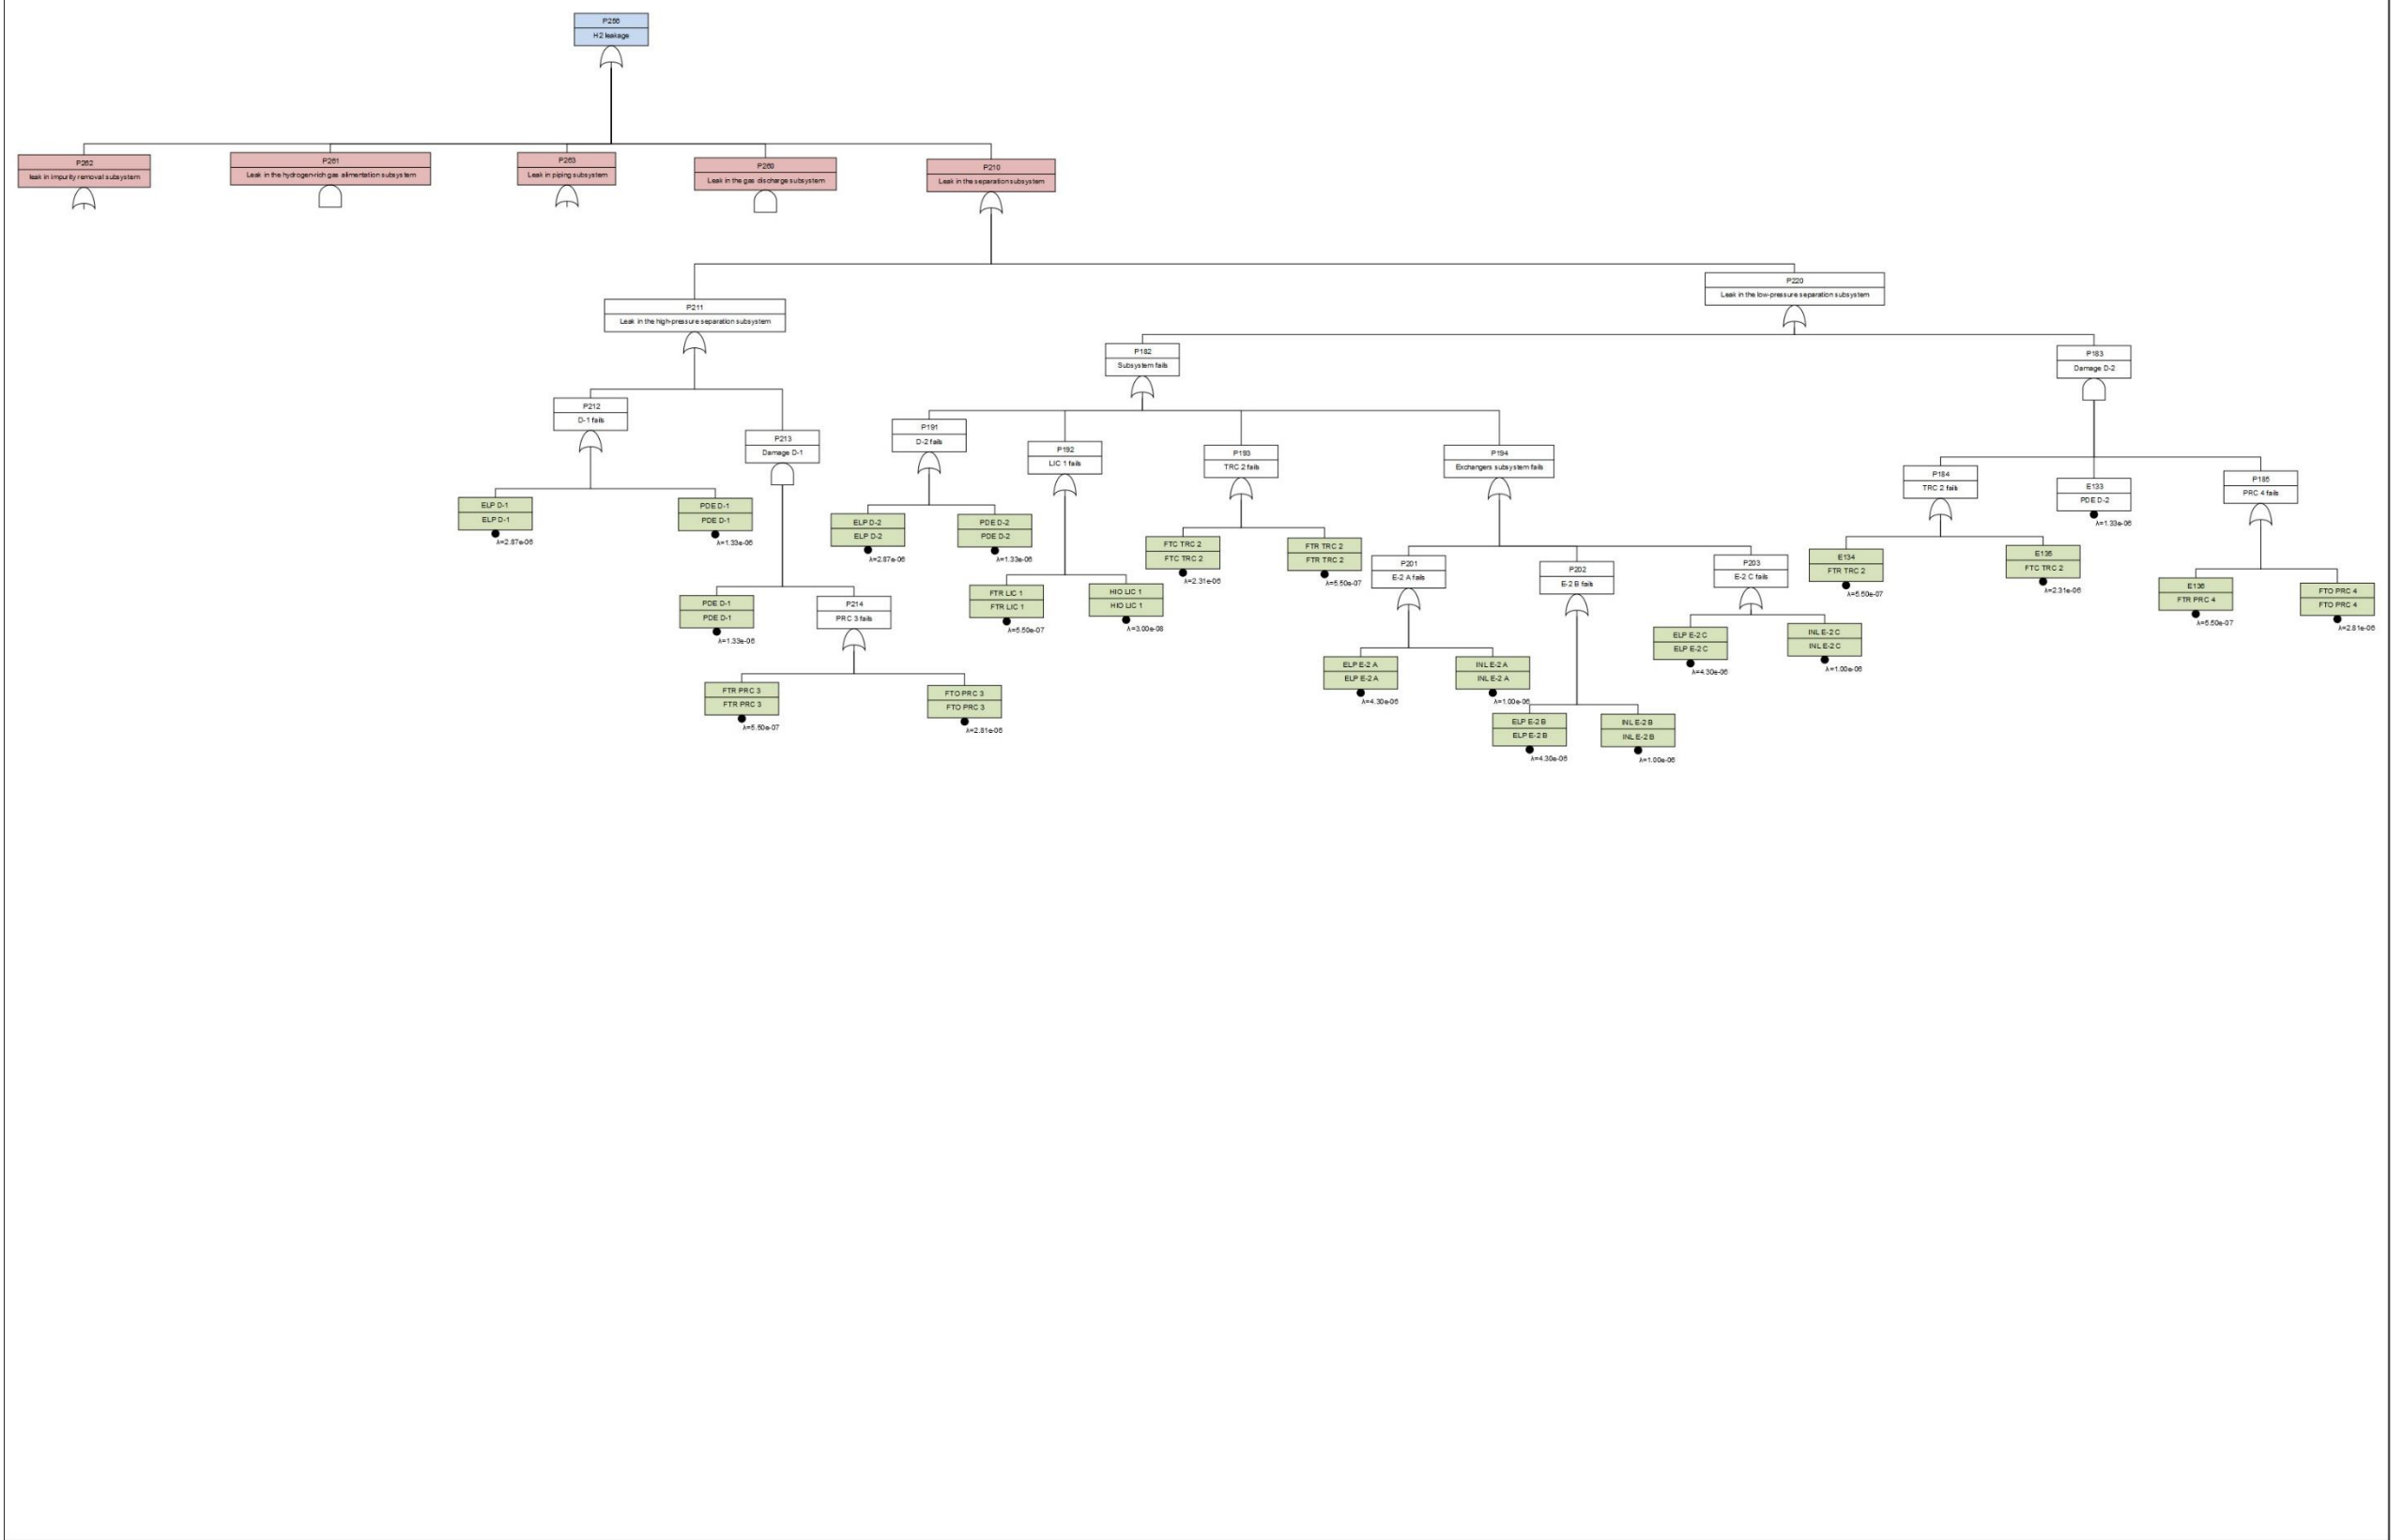 P286
H2 leakage
P282
leak in impurity removal subsystem
P281
Leak in the hydrogen-rich gas alimentation subsystem
P283
Leak in piping subsystem
P289
Leak in the gas discharge subsystem
P210
Leak in the separation subsystem
P211
Leak in the high-pressure separation subsystem
P220
Leak in the low-pressure separation subsystem
P182
Subsystem fails
P183
Damage D-2
P212
D-1 fails
P213
Damage D-1
P191
D-2 fails
P192
LIC 1 fails
P193
TRC 2 fails
P194
Exchangers subsystem fails
P184
TRC 2 fails
E133
PDE D-2
λ=1.33e-06
P185
PRC 4 fails
ELP D-1
ELP D-1
λ=2.87e-06
PDE D-1
PDE D-1
λ=1.33e-06
ELP D-2
ELP D-2
λ=2.87e-06
PDE D-2
PDE D-2
λ=1.33e-06
FTC TRC 2
FTC TRC 2
λ=2.31e-06
FTR TRC 2
FTR TRC 2
λ=5.50e-07
P201
E-2 A fails
P202
E-2 B fails
P203
E-2 C fails
E134
FTR TRC 2
λ=5.50e-07
E135
FTC TRC 2
λ=2.31e-06
E136
FTR PRC 4
λ=5.50e-07
FTO PRC 4
FTO PRC 4
λ=2.81e-06
PDE D-1
PDE D-1
λ=1.33e-06
P214
PRC 3 fails
FTR LIC 1
FTR LIC 1
λ=5.50e-07
HIO LIC 1
HIO LIC 1
ELP E-2 A
ELP E-2 A
λ=4.30e-06
INL E-2 A
INL E-2 A
λ=1.00e-06
ELP E-2 C
ELP E-2 C
λ=4.30e-06
INL E-2 C
INL E-2 C
λ=1.00e-06
FTR PRC 3
FTR PRC 3
λ=5.50e-07
FTO PRC 3
FTO PRC 3
λ=2.81e-06
ELP E-2 B
ELP E-2 B
λ=4.30e-06
INL E-2 B
INL E-2 B
λ=1.00e-06